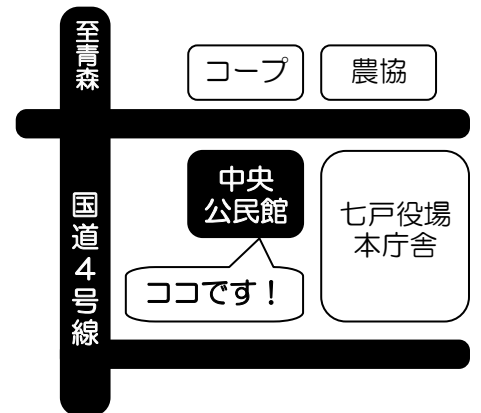 至青森
コープ
農協
中央
公民館
七戸役場
本庁舎
国道４号線
ココです！